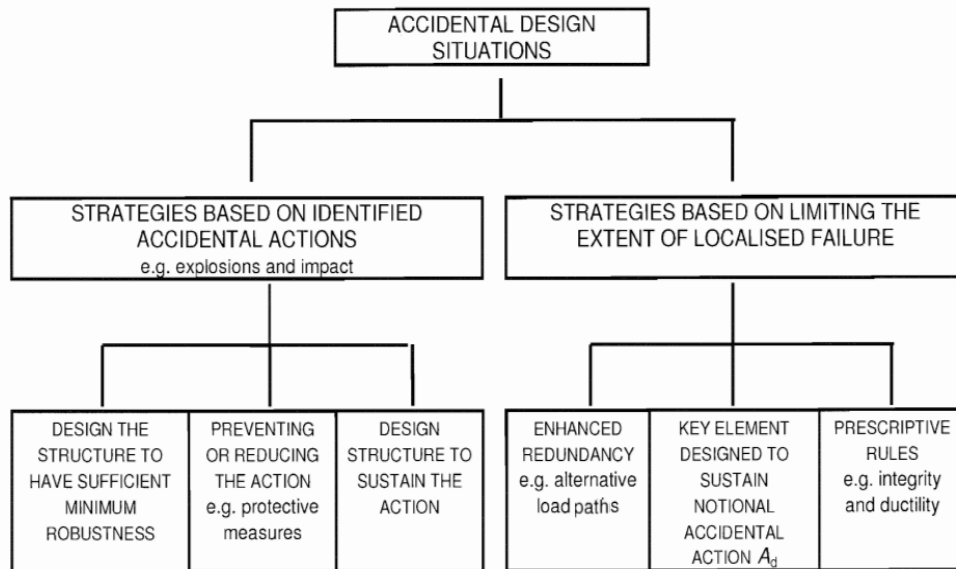 ACCIDENTAL DESIGN
SITUATIONS
STRATEGIES BASED ON IDENTIFIED
ACCIDENTAL ACTIONS
e.g. explosions and impact
STRATEGIES BASED ON LIMITING THE
EXTENT OF LOCALISED FAILURE
DESIGN THE
STRUCTURE TO
HAVE SUFFICIENT
MINIMUM
ROBUSTNESS
PREVENTING
OR REDUCING
THE ACTION
e.g. protective
measures
DESIGN
STRUCTURE TO
SUSTAIN THE
ACTION
ENHANCED
REDUNDANCY
e.g. alternative
load paths
KEY ELEMENT
DESIGNED TO
SUSTAIN
NOTIONAL
ACCIDENTAL
ACTION Ad
PRESCRIPTIVE
RULES
e.g. integrity
and ductility